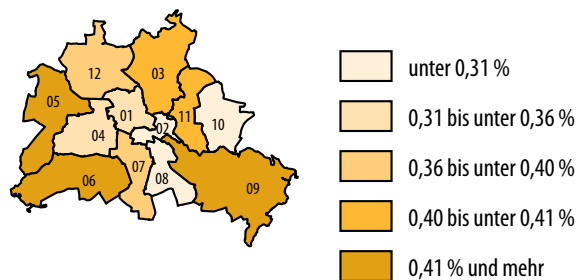 12
03
05
01
02
11
10
04
06
07
08
09
unter 0,31 %
0,31 bis unter 0,36 %
0,36 bis unter 0,40 %
0,40 bis unter 0,41 %
0,41 % und mehr